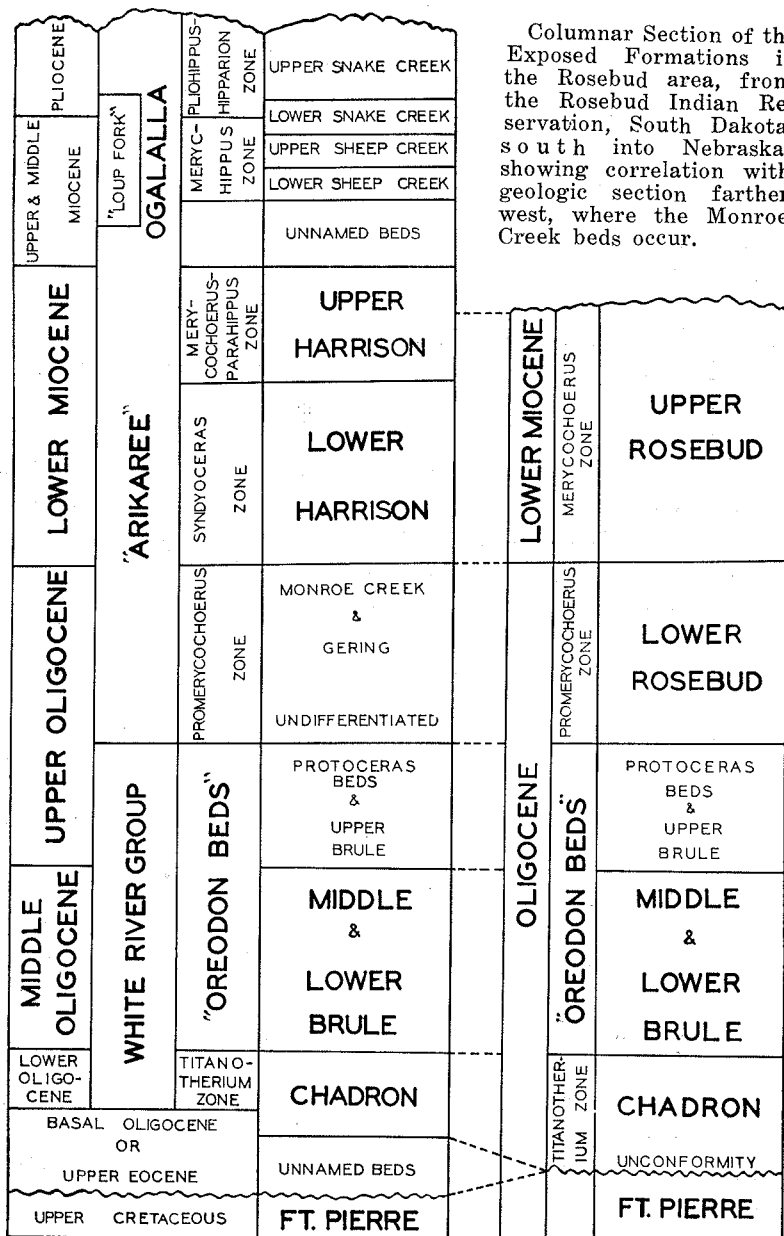 Columnar Section of th
Exposed Formations i
the Rosebud area, from
the Rosebud Indian Re
servation, South Dakota
south into Nebraska
showing correlation with
geologic section farther
west, where the Monroe
Creek beds occur.
PLIOCENE
UPPER & MIDDLE
MIOCENE
LOWER MIOCENE
UPPER OLIGOCENE
MIDDLE
OLIGOCENE
LOWER
OLIGO-
CENE
BASAL OLIGOCENE
OR
UPPER EOCENE
UPPER CRETACEOUS
"LOUP FORK"
OGALALLA
"ARIKAREE"
WHITE RIVER GROUP
PLIOHIPPUS-
HIPPARION
ZONE
MERYC-
HIPPUS
ZONE
MERY-
COCHOERUS-
PARAHIPPUS
ZONE
SYNDYOCERAS
ZONE
PROMERYCOCHOERUS
ZONE
"OREODON BEDS"
TITANO-
THERIUM
ZONE
UPPER SNAKE CREEK
LOWER SNAKE CREEK
UPPER SHEEP CREEK
LOWER SHEEP CREEK
UNNAMED BEDS
UPPER
HARRISON
LOWER
HARRISON
MONROE CREEK
&
GERING
UNDIFFERENTIATED
PROTOCERAS
BEDS
&
UPPER
BRULE
MIDDLE
&
LOWER
BRULE
CHADRON
UNNAMED BEDS
FT. PIERRE
LOWER MIOCENE
OLIGOCENE
MERYCOCHOERUS
ZONE
PROMERYCOCHOERUS
ZONE
"OREODON BEDS"
TITANOTHER-
IUM ZONE
UPPER
ROSEBUD
LOWER
ROSEBUD
PROTOCERAS
BEDS
&
UPPER
BRULE
MIDDLE
&
LOWER
BRULE
CHADRON
UNCONFORMITY
FT. PIERRE